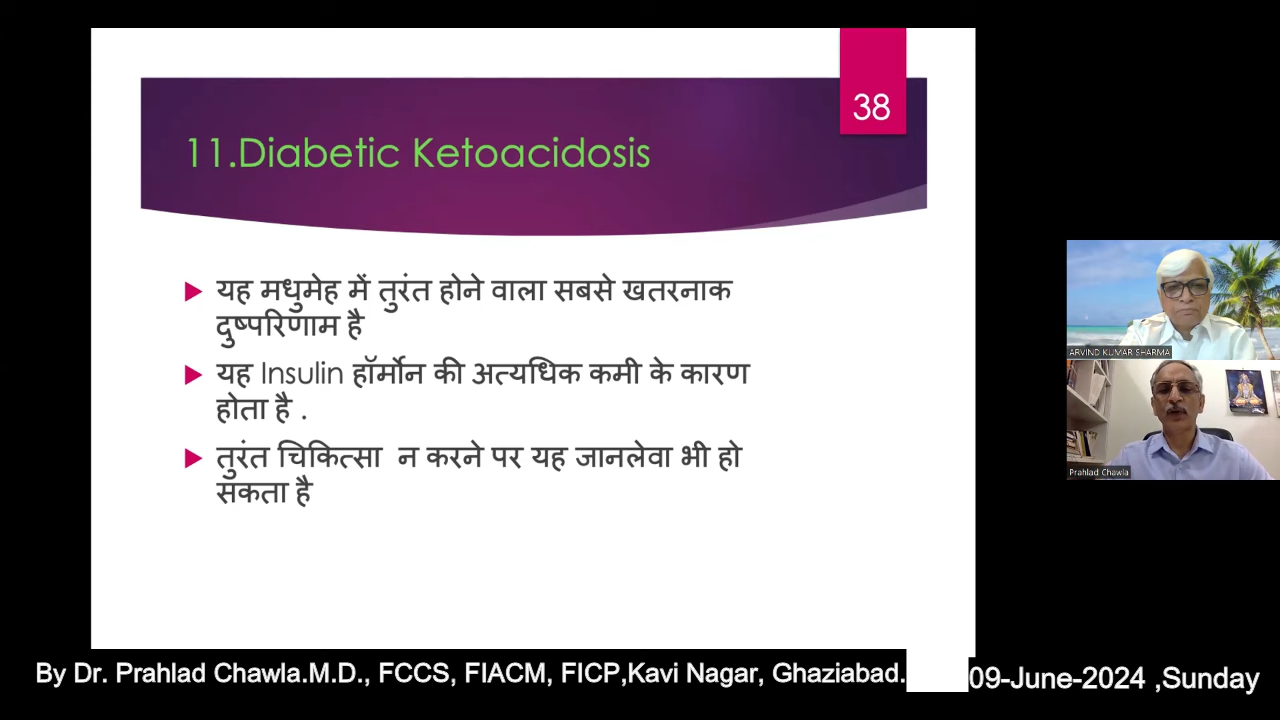 38
11.Diabetic Ketoacidosis
यह मधुमेह में तुरंत होने वाला सबसे खतरनाक
दुष्परिणाम है
यह Insulin हॉर्मोन की अत्यधिक कमी के कारण
होता है .
तुरंत चिकित्सा न करने पर यह जानलेवा भी हो
सकता है
ARVIND KUMAR SHARMA
Prahlad Chawla
By Dr. Prahlad Chawla.M.D., FCCS, FIACM, FICP,Kavi Nagar, Ghaziabad.
09-June-2024 ,Sunday